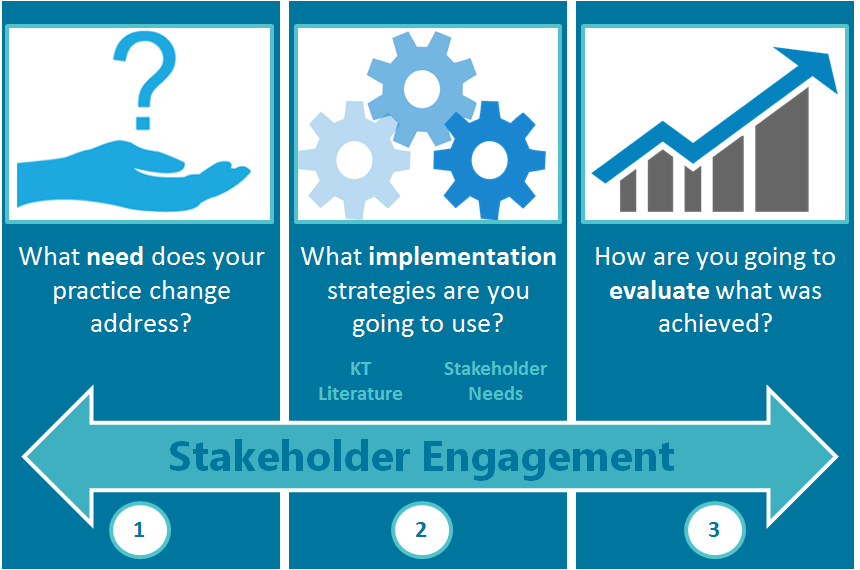 ?
What need does your
practice change
address?
What implementation
strategies are you
going to use?
KT
Literature
Stakeholder
Needs
How are you going to
evaluate what was
achieved?
Stakeholder Engagement
1
2
3